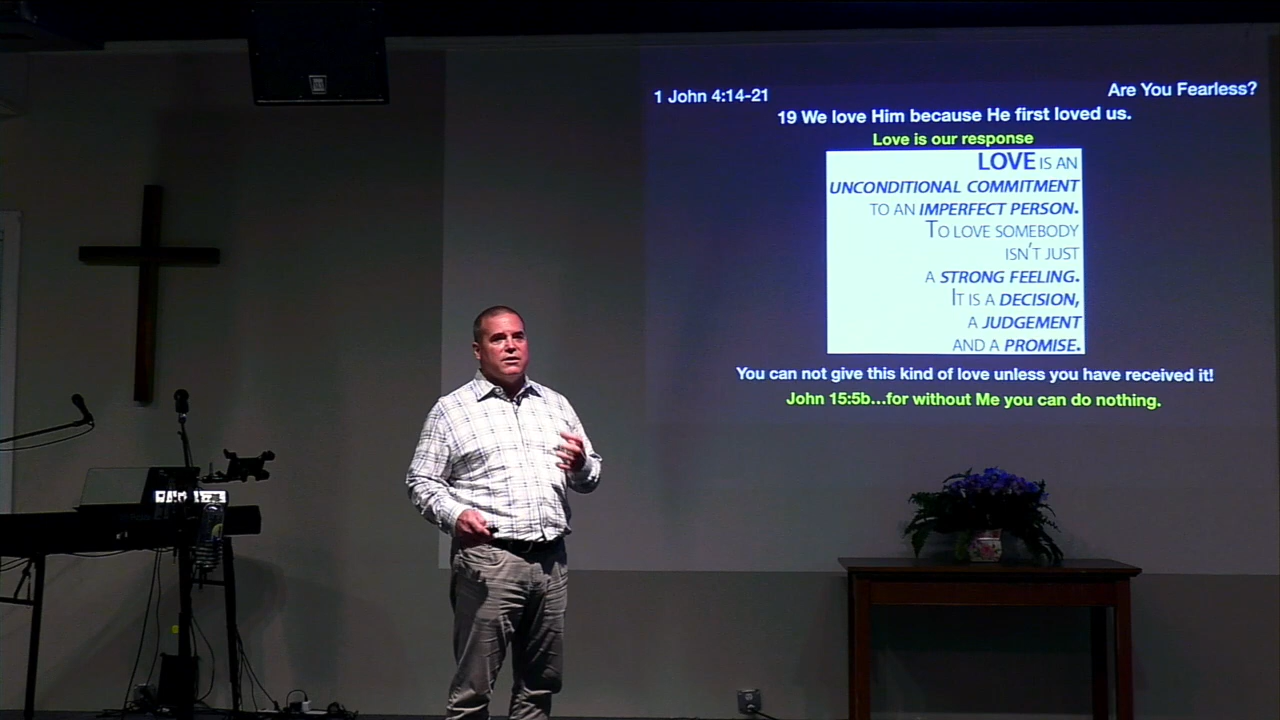 1 John 4:14-21
Are You Fearless?
19 We love Him because He first loved us.
Love is our response
LOVE IS AN
UNCONDITIONAL COMMITMENT
TO AN IMPERFECT PERSON.
TO LOVE SOMEBODY
ISN'T JUST
A STRONG FEELING.
IT IS A DECISION,
A JUDGEMENT
AND A PROMISE.
You can not give this kind of love unless you have received it!
John 15:5b...for without Me you can do nothing.